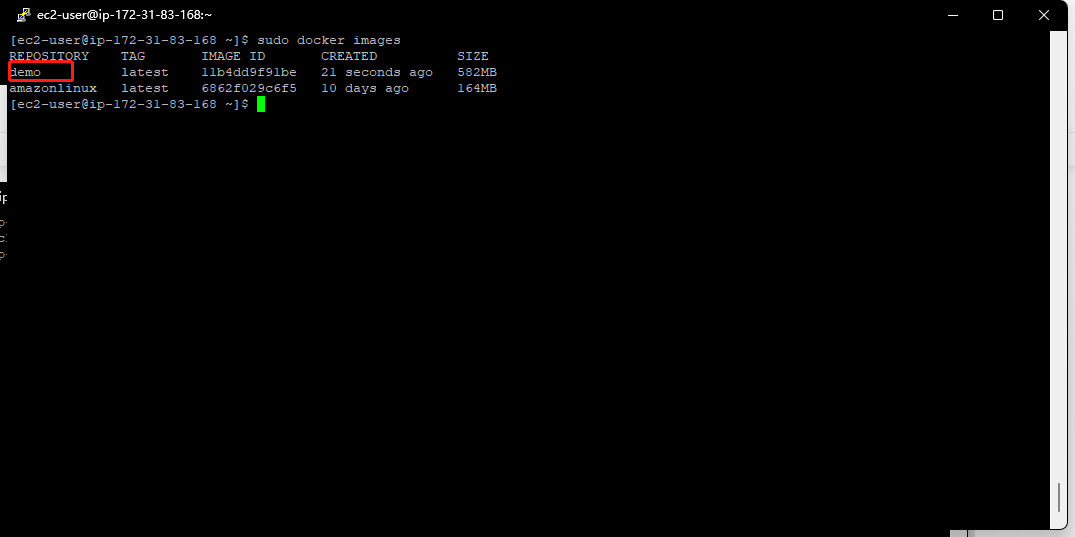 ec2-user@ip-172-31-83-168:~
[ec2-user@ip-172-31-83-168 ~]$ sudo docker images
REPOSITORY TAG IMAGE ID CREATED SIZE
demo latest 11b4dd9f91be 21 seconds ago 582MB
amazonlinux latest 6862f029c6f5 10 days ago 164MB
[ec2-user@ip-172-31-83-168 ~]$